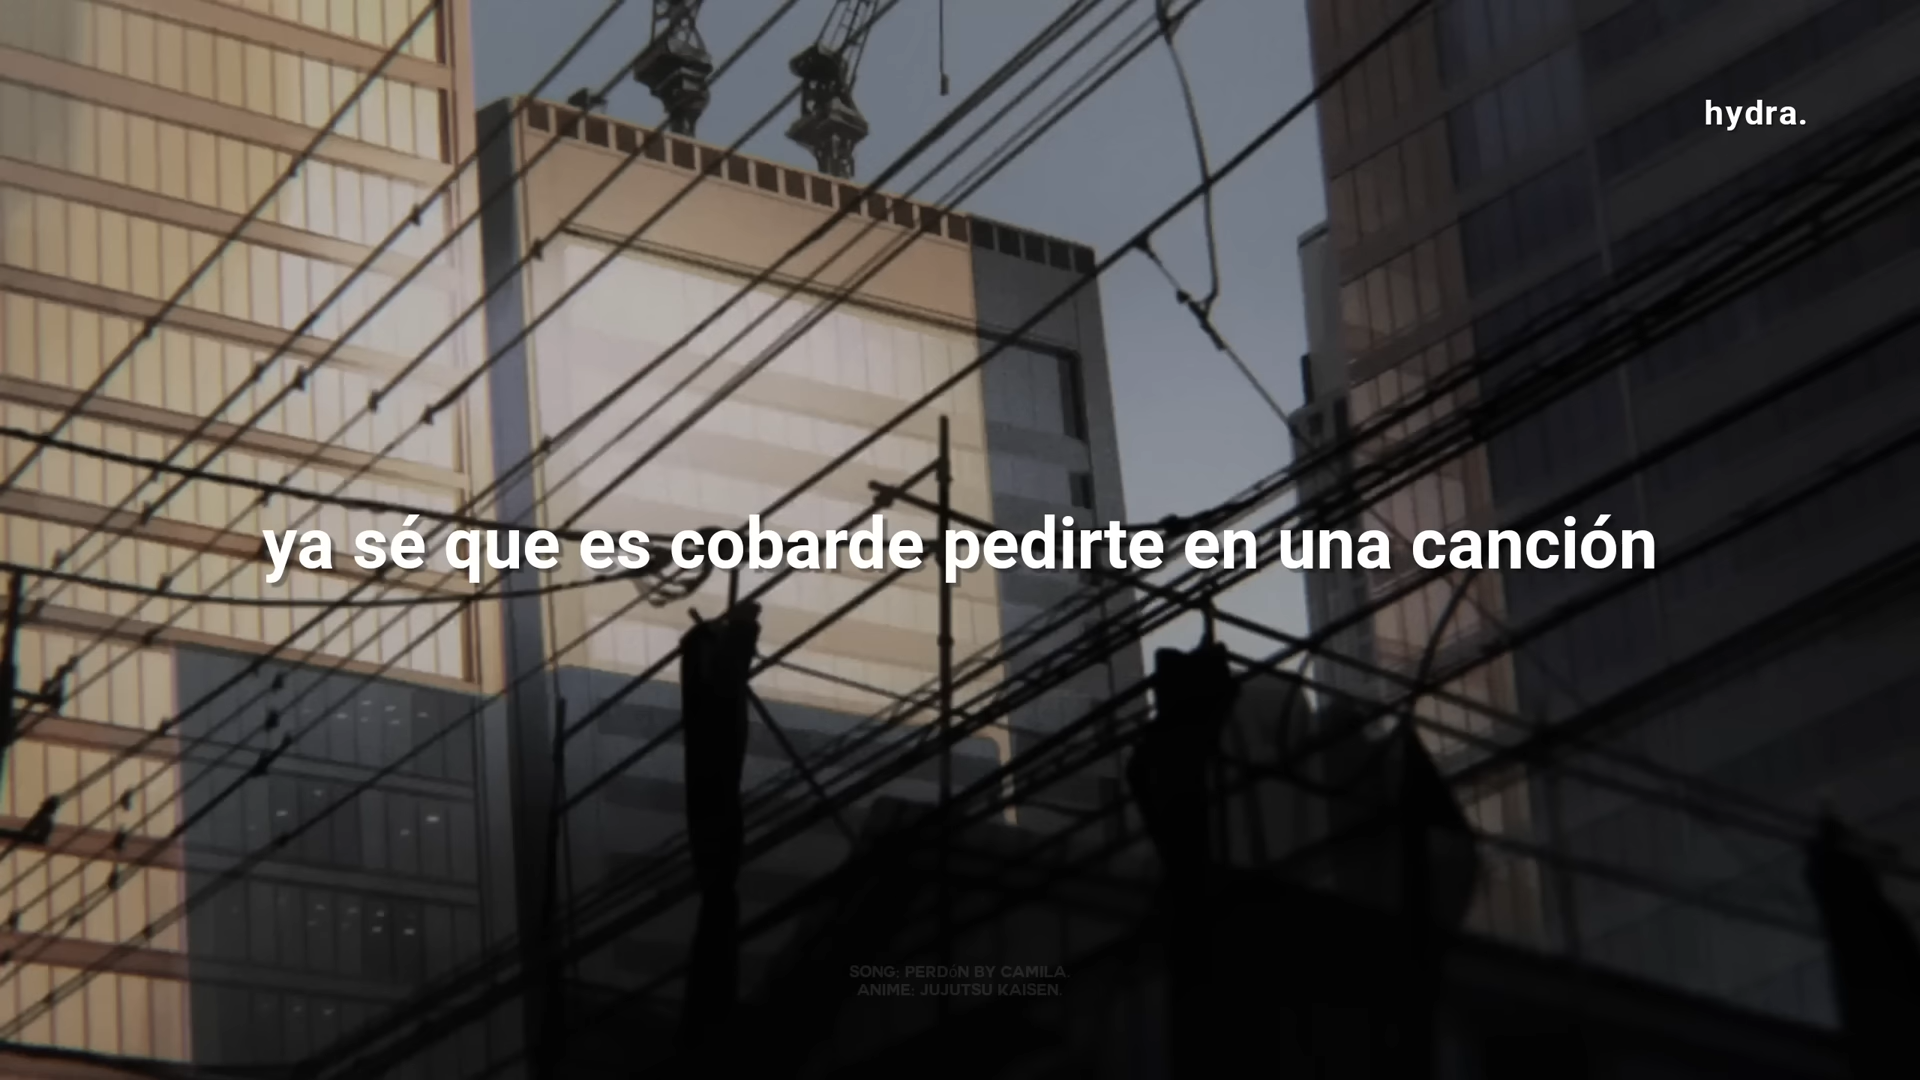 hydra.
ya sé que es cobarde pedirte en una canción
SONG: PERDóN BY CAMILA.
ANIME: JUJUTSU KAISEN.